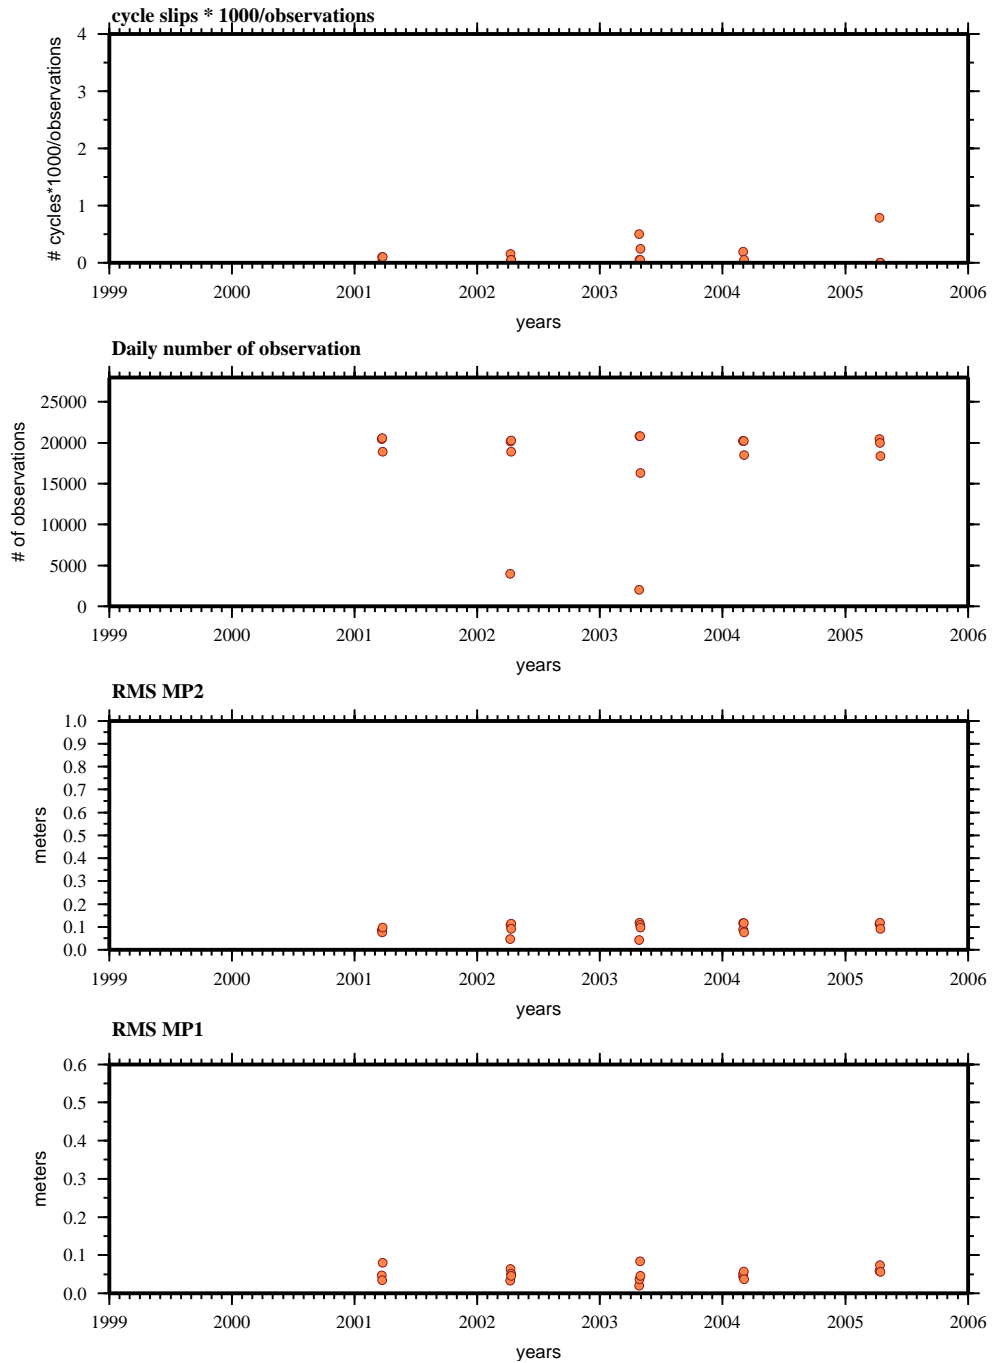 cycle slips * 1000/observations
# cycles*1000/observations
4
3
2
1
0
1999 2000 2001 2002 2003 2004 2005 2006
years
Daily number of observation
# of observations
25000
20000
15000
10000
5000
0
1999 2000 2001 2002 2003 2004 2005 2006
years
RMS MP2
meters
1.0
0.9
0.8
0.7
0.6
0.5
0.4
0.3
0.2
0.1
0.0
1999 2000 2001 2002 2003 2004 2005 2006
years
RMS MP1
meters
0.6
0.5
0.4
0.3
0.2
0.1
0.0
1999 2000 2001 2002 2003 2004 2005 2006
years